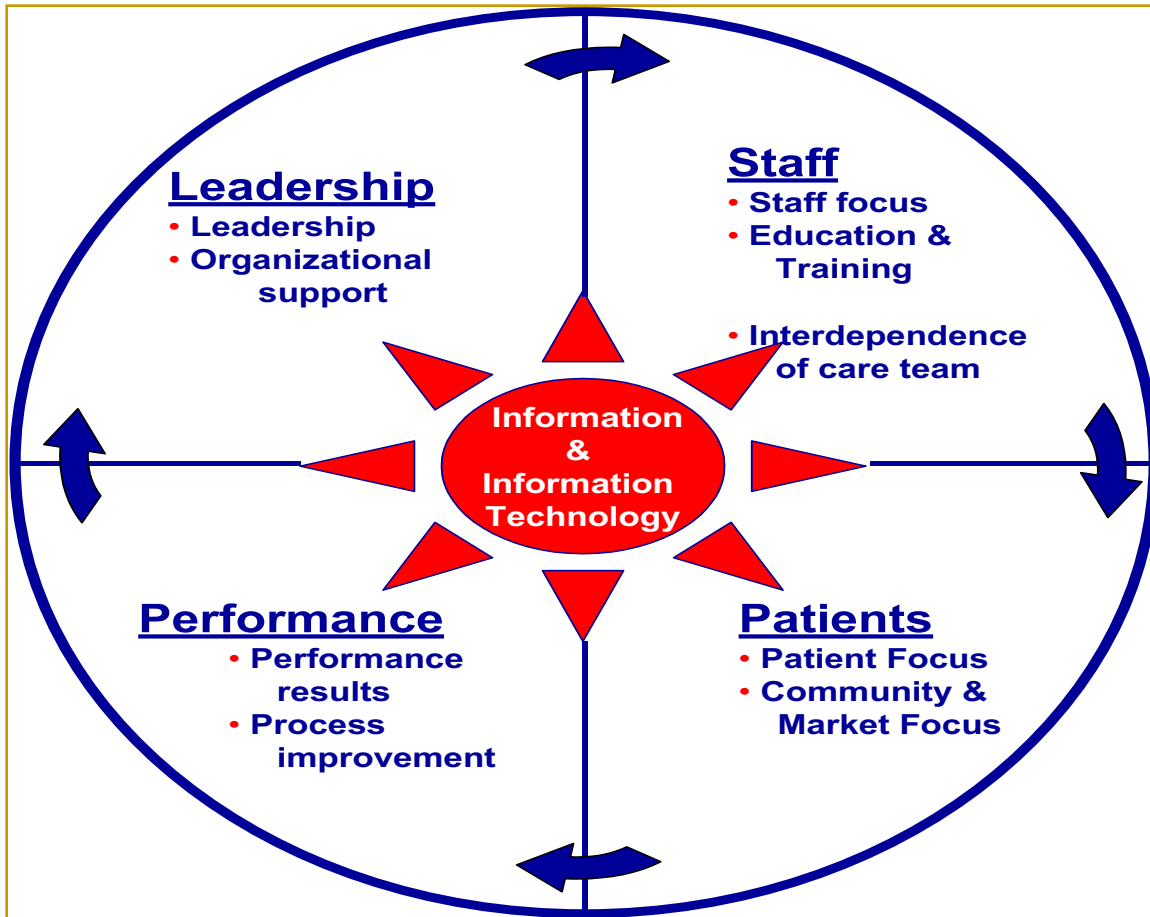 Leadership
• Leadership
• Organizational
support
Staff
• Staff focus
• Education &
Training
• Interdependence
of care team
Information
&
Information
Technology
Performance
• Performance
results
• Process
improvement
Patients
• Patient Focus
• Community &
Market Focus